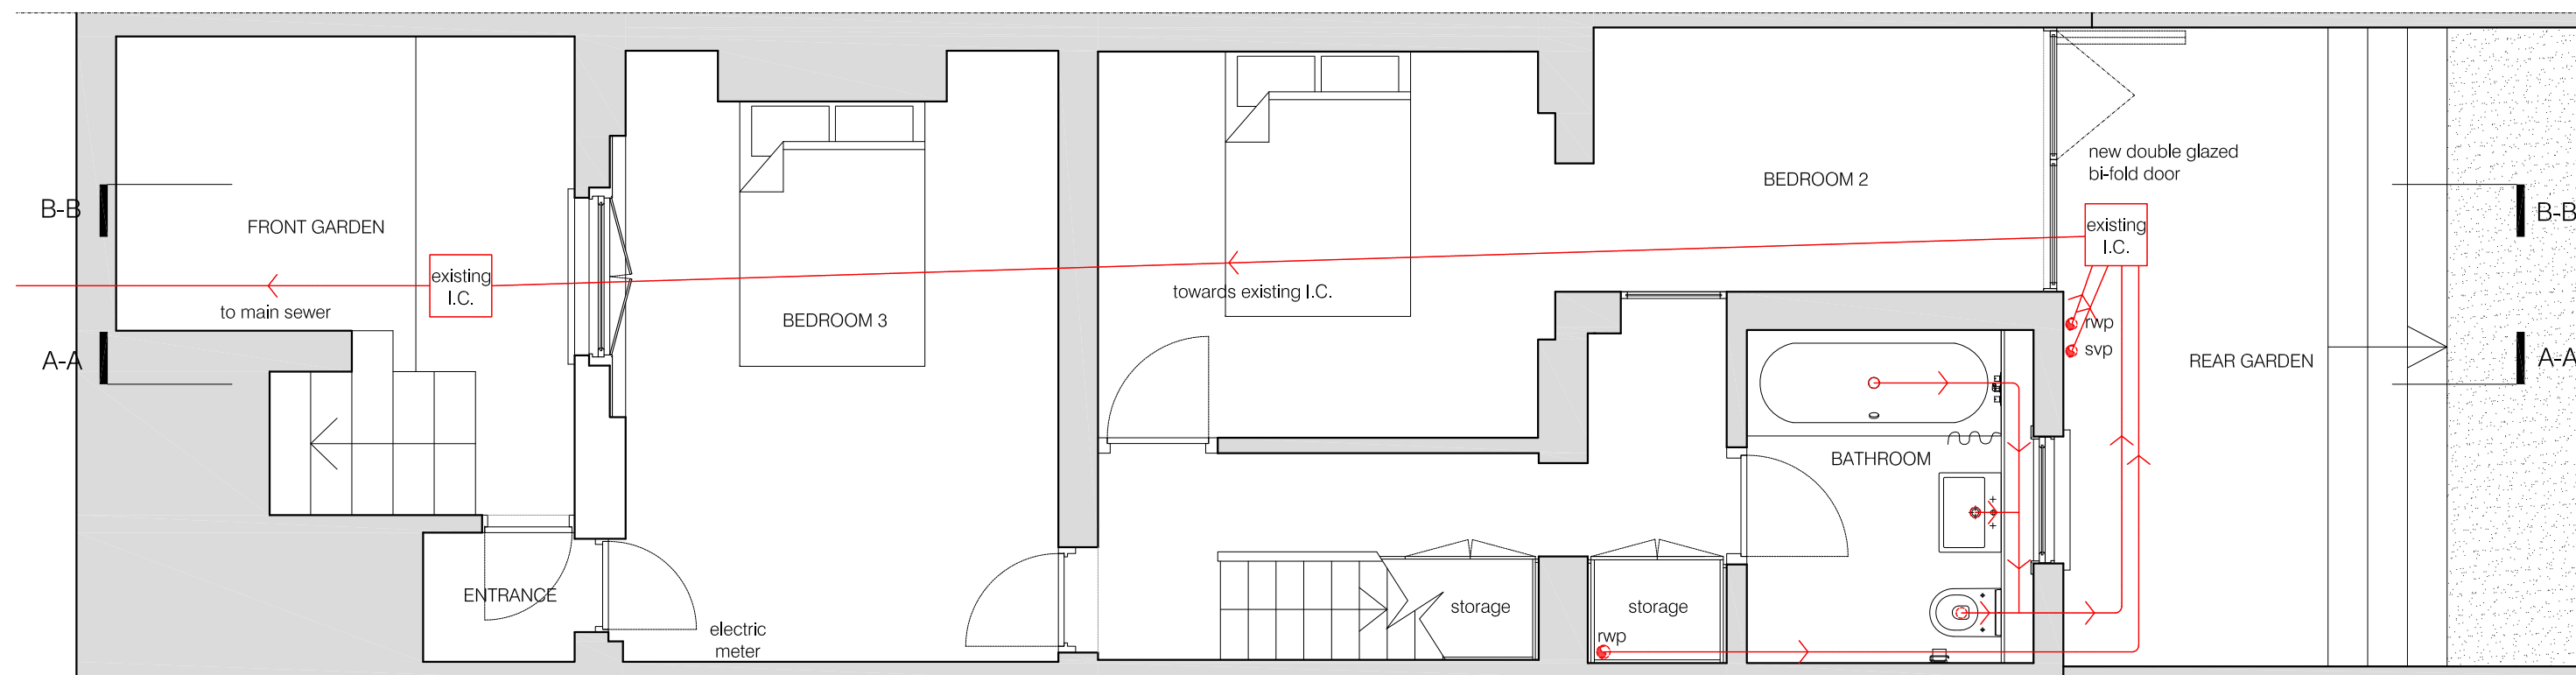 B-B
FRONT GARDEN
existing
I.C.
to main sewer
A-A
ENTRANCE
BEDROOM 3
electric
meter
towards existing I.C.
BEDROOM 2
storage
storage
rwp
BATHROOM
new double glazed
bi-fold door
existing
I.C.
rwp
svp
REAR GARDEN
B-B
A-A